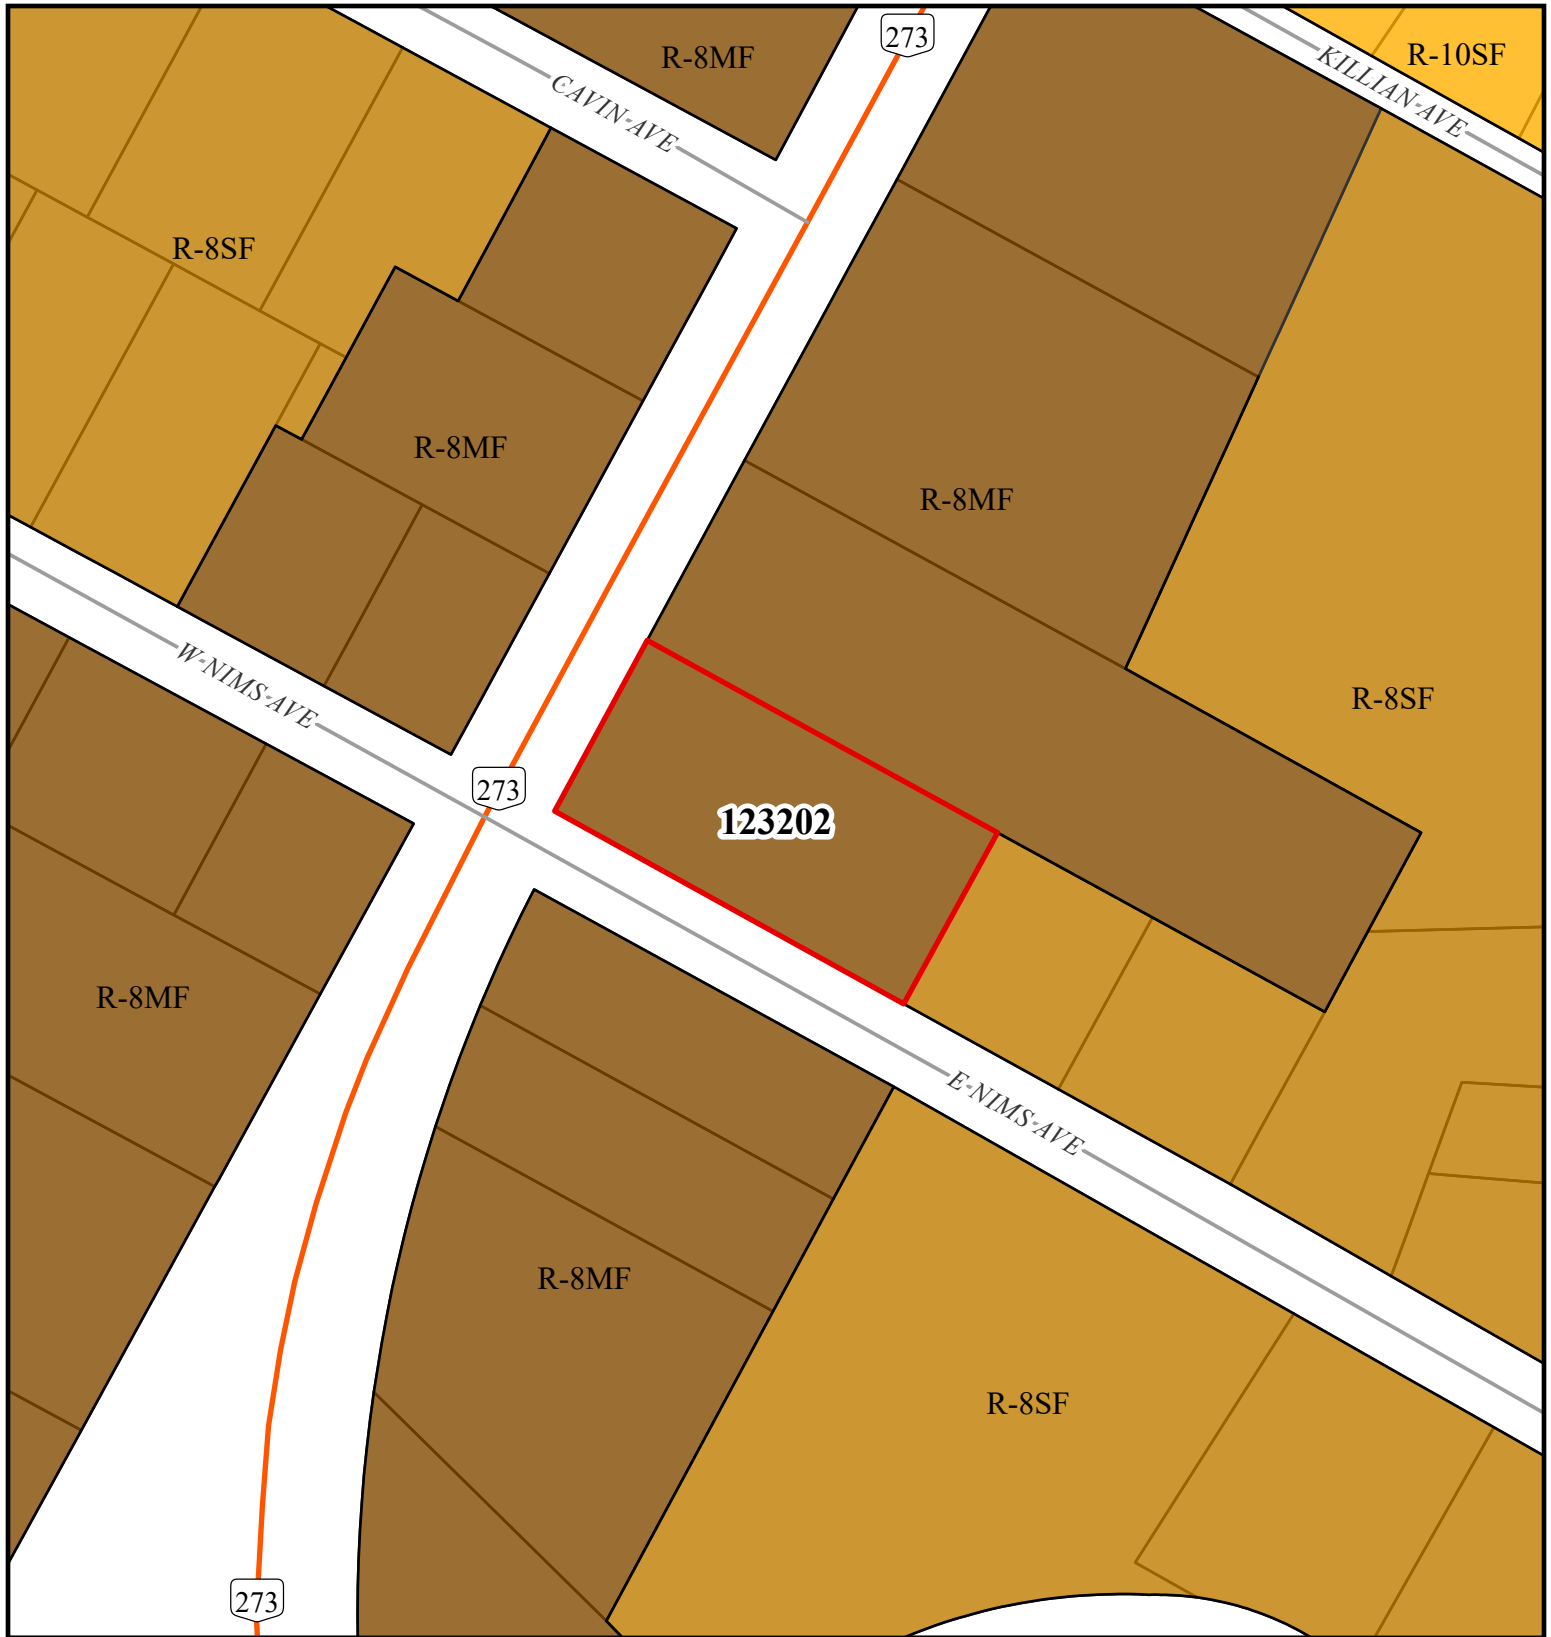 273
R-8MF
R-10SF
KILLIAN AVE
CAVIN AVE
R-8SF
R-8MF
R-8MF
W NIMS AVE
R-8SF
273
123202
R-8MF
E NIMS AVE
R-8MF
R-8SF
273